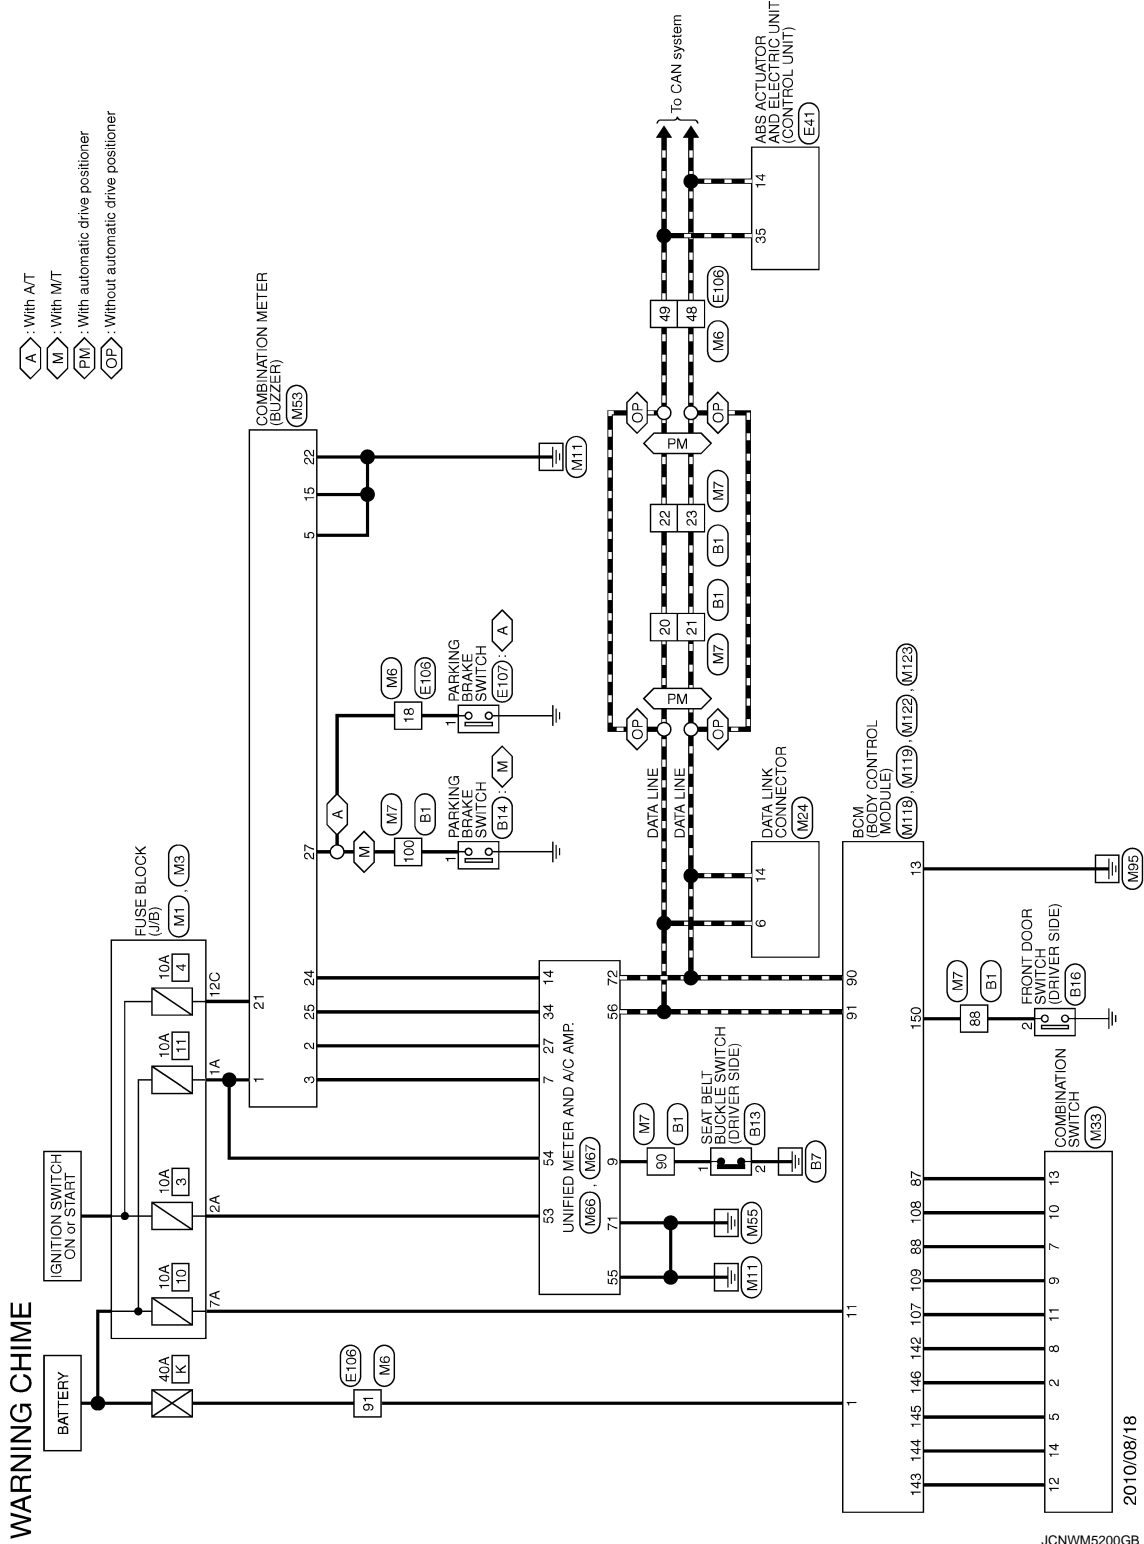 WARNING CHIME
BATTERY
IGNITION SWITCH
ON or START
40A
K
10A
10
10A
3
10A
11
10A
4
FUSE BLOCK
(J/B)
M1 , M3
7A
2A
1A
12C
A : With A/T
M : With M/T
PM : With automatic drive positioner
OP : Without automatic drive positioner
COMBINATION METER
(BUZZER)
M53
1
21
3
2
25
24
27
5
15
22
M11
91
E106
M6
A
M
100
M7
B1
1
PARKING
BRAKE
SWITCH
B14 : M
18
M6
E106
1
PARKING
BRAKE
SWITCH
E107 : A
53
54
7
27
34
14
UNIFIED METER AND A/C AMP.
M66 , M67
55
71
9
56
72
M11
M55
90
M7
B1
1
2
SEAT BELT
BUCKLE SWITCH
(DRIVER SIDE)
B13
B7
DATA LINE
DATA LINE
6
14
DATA LINK
CONNECTOR
M24
OP
OP
PM
20
21
M7
B1
22
23
B1
M7
PM
OP
OP
49
48
M6
E106
To CAN system
35
14
ABS ACTUATOR
AND ELECTRIC UNIT
(CONTROL UNIT)
E41
1
11
91
90
BCM
(BODY CONTROL
MODULE)
M118 , M119 , M122 , M123
143
144
145
146
142
107
109
88
108
87
150
13
12
14
5
2
8
11
9
7
10
13
COMBINATION
SWITCH
M33
88
M7
B1
2
FRONT DOOR
SWITCH
(DRIVER SIDE)
B16
M95
2010/08/18
JCNWM5200GB